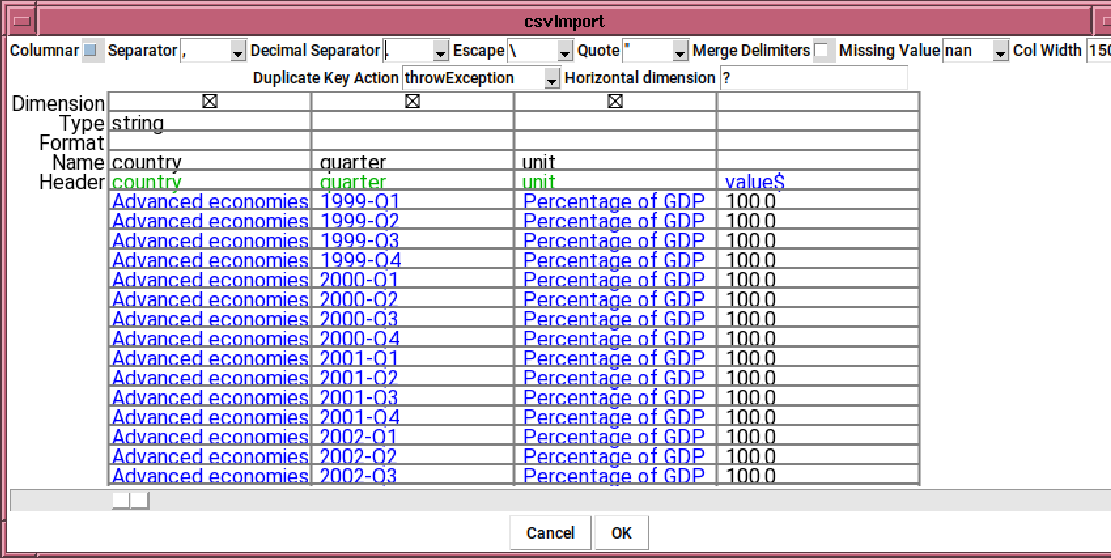 csvImport
Columnar Separator , Decimal Separator . Escape \ Quote " Merge Delimiters Missing Value nan Col Width 150
Duplicate Key Action throwException Horizontal dimension ?
Dimension
Type string
Format
Name country quarter unit
Header country quarter unit value$
Advanced economies 1999-Q1 Percentage of GDP 100.0
Advanced economies 1999-Q2 Percentage of GDP 100.0
Advanced economies 1999-Q3 Percentage of GDP 100.0
Advanced economies 1999-Q4 Percentage of GDP 100.0
Advanced economies 2000-Q1 Percentage of GDP 100.0
Advanced economies 2000-Q2 Percentage of GDP 100.0
Advanced economies 2000-Q3 Percentage of GDP 100.0
Advanced economies 2000-Q4 Percentage of GDP 100.0
Advanced economies 2001-Q1 Percentage of GDP 100.0
Advanced economies 2001-Q2 Percentage of GDP 100.0
Advanced economies 2001-Q3 Percentage of GDP 100.0
Advanced economies 2001-Q4 Percentage of GDP 100.0
Advanced economies 2002-Q1 Percentage of GDP 100.0
Advanced economies 2002-Q2 Percentage of GDP 100.0
Advanced economies 2002-Q3 Percentage of GDP 100.0
Cancel OK